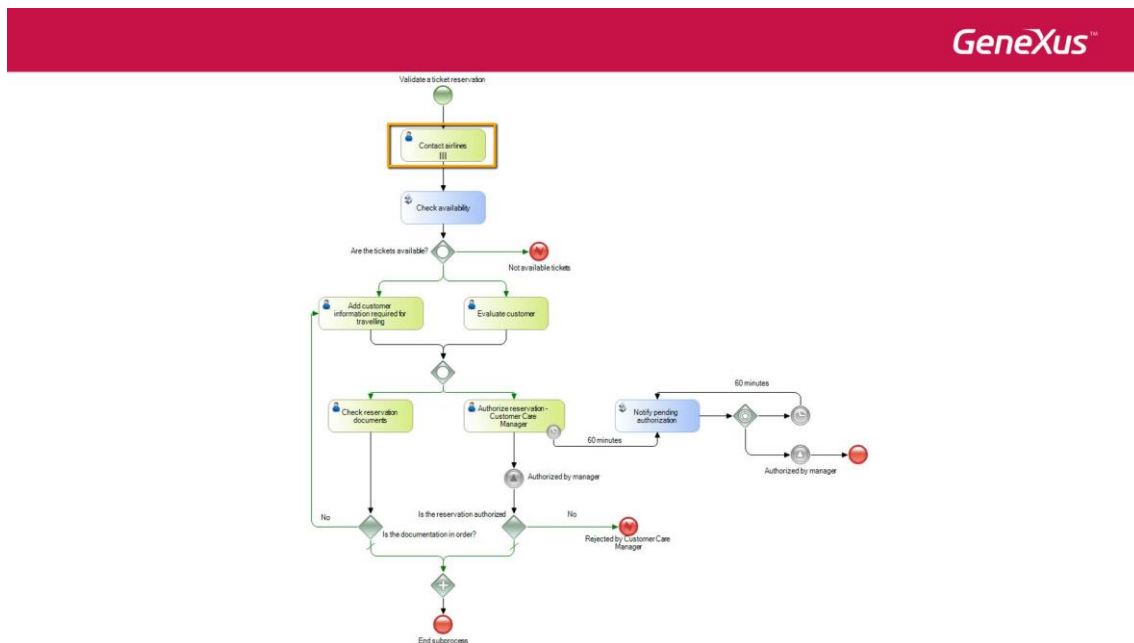 GeneXus™
Validate a ticket reservation
Contact airlines
Check availability
Are the tickets available?
Not available tickets
Add customer
information required for
travelling
Evaluate customer
60 minutes
Check reservation
documents
Authorize reservation -
Customer Care
Manager
Notify pending
authorization
60 minutes
Authorized by manager
Authorized by manager
Is the reservation authorized
No
No
Is the documentation in order?
Rejected by Customer Care
Manager
End subprocess